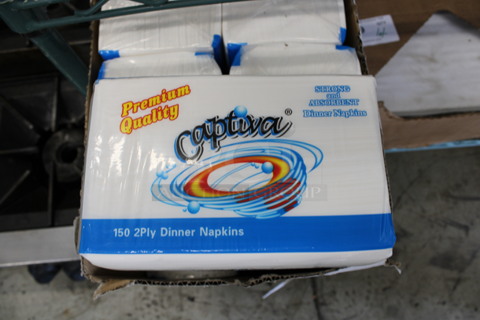 Premium
Quality
Captiva®
STRONG
and
ABSORBENT
Dinner Napkins
150 2Ply Dinner Napkins